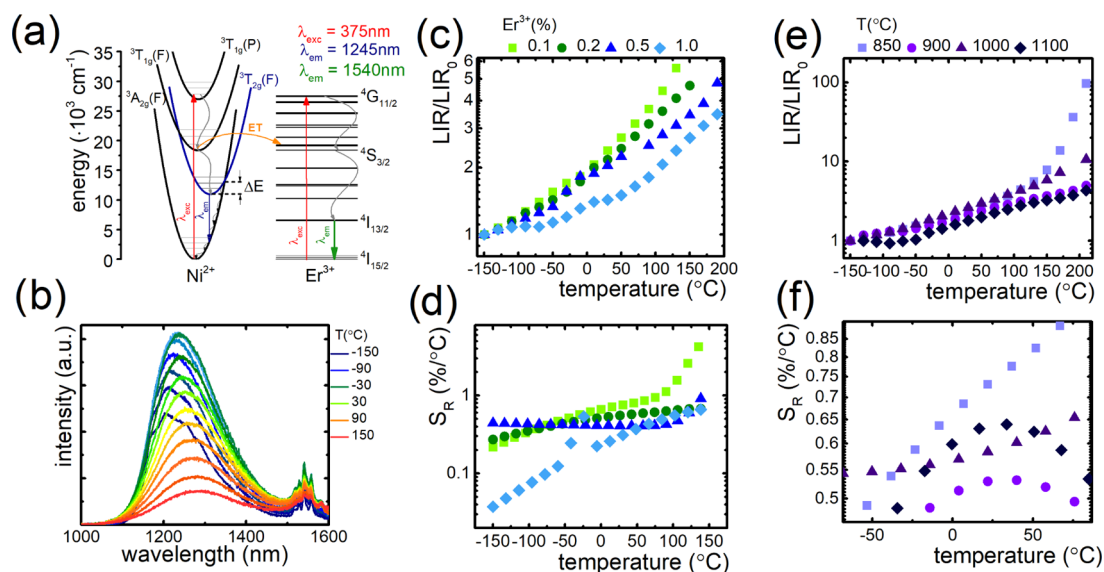 (a)
³T₁g(P)
³T₁g(F)
³T₂g(F)
³A₂g(F)
λexc = 375nm
λem = 1245nm
λem = 1540nm
energy (·10³ cm⁻¹)
35
30
25
20
15
10
5
0
ET
ΔE
λexc
λem
Ni²⁺
⁴G₁₁/₂
⁴S₃/₂
⁴I₁₃/₂
⁴I₁₅/₂
λexc
λem
Er³⁺
(b)
intensity (a.u.)
T(°C)
-150
-90
-30
30
90
150
1000 1200 1400 1600
wavelength (nm)
(c)
Er³⁺(%)
0.1 0.2 0.5 1.0
LIR/LIR₀
6
5
4
3
2
1
-150 -100 -50 0 50 100 150 200
temperature (°C)
(d)
S_R (%/°C)
1
0.1
-150 -100 -50 0 50 100 150
temperature (°C)
(e)
T(°C)
850 900 1000 1100
LIR/LIR₀
100
10
1
-150 -100 -50 0 50 100 150 200
temperature (°C)
(f)
S_R (%/°C)
0.85
0.8
0.75
0.7
0.65
0.6
0.55
0.5
-50 0 50
temperature (°C)